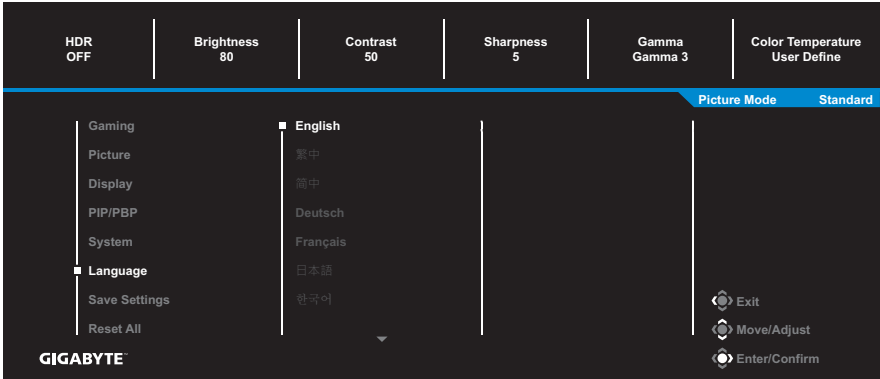 HDR
OFF
Brightness
80
Contrast
50
Sharpness
5
Gamma
Gamma 3
Color Temperature
User Define
Picture Mode Standard
Gaming
Picture
Display
PIP/PBP
System
Language
Save Settings
Reset All
English
繁中
简中
Deutsch
Français
日本語
한국어
Exit
Move/Adjust
Enter/Confirm
GIGABYTE™